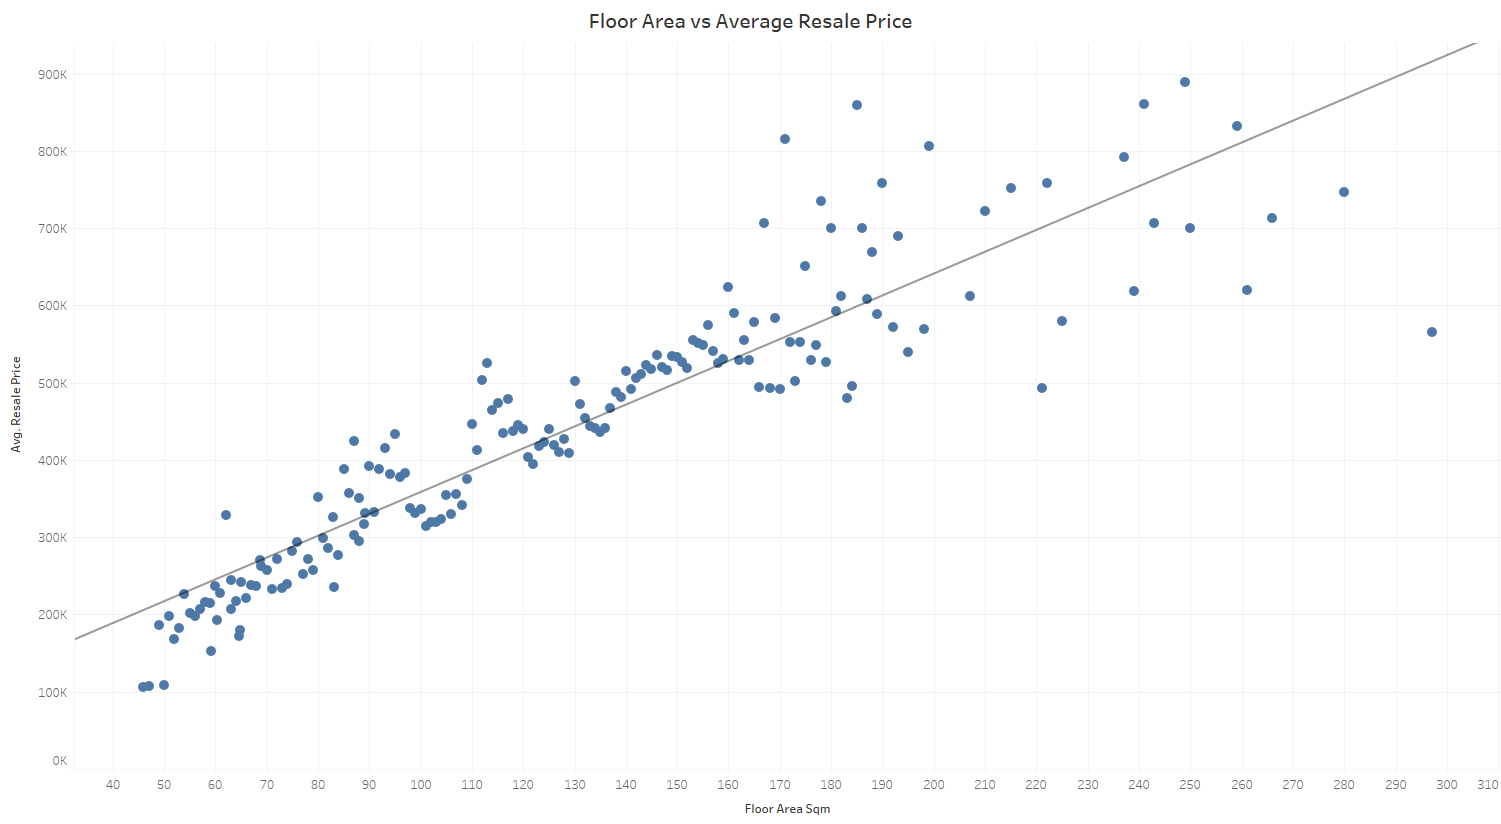 Floor Area vs Average Resale Price
900K
800K
700K
600K
500K
400K
300K
200K
100K
0K
Avg. Resale Price
40 50 60 70 80 90 100 110 120 130 140 150 160 170 180 190 200 210 220 230 240 250 260 270 280 290 300 310
Floor Area Sqm